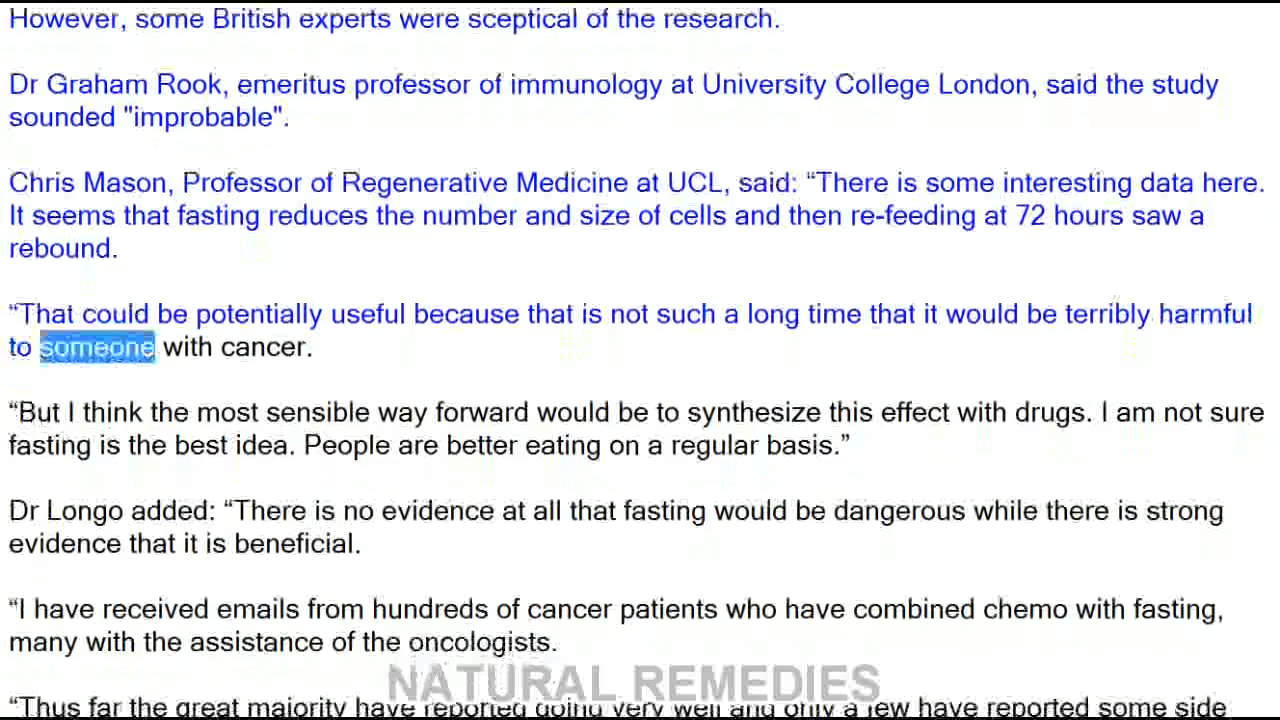 However, some British experts were sceptical of the research.
Dr Graham Rook, emeritus professor of immunology at University College London, said the study
sounded "improbable".
Chris Mason, Professor of Regenerative Medicine at UCL, said: “There is some interesting data here.
It seems that fasting reduces the number and size of cells and then re-feeding at 72 hours saw a
rebound.
“That could be potentially useful because that is not such a long time that it would be terribly harmful
to someone with cancer.
“But I think the most sensible way forward would be to synthesize this effect with drugs. I am not sure
fasting is the best idea. People are better eating on a regular basis.”
Dr Longo added: “There is no evidence at all that fasting would be dangerous while there is strong
evidence that it is beneficial.
“I have received emails from hundreds of cancer patients who have combined chemo with fasting,
many with the assistance of the oncologists.
NATURAL REMEDIES
“Thus far the great majority have reported doing very well and only a few have reported some side